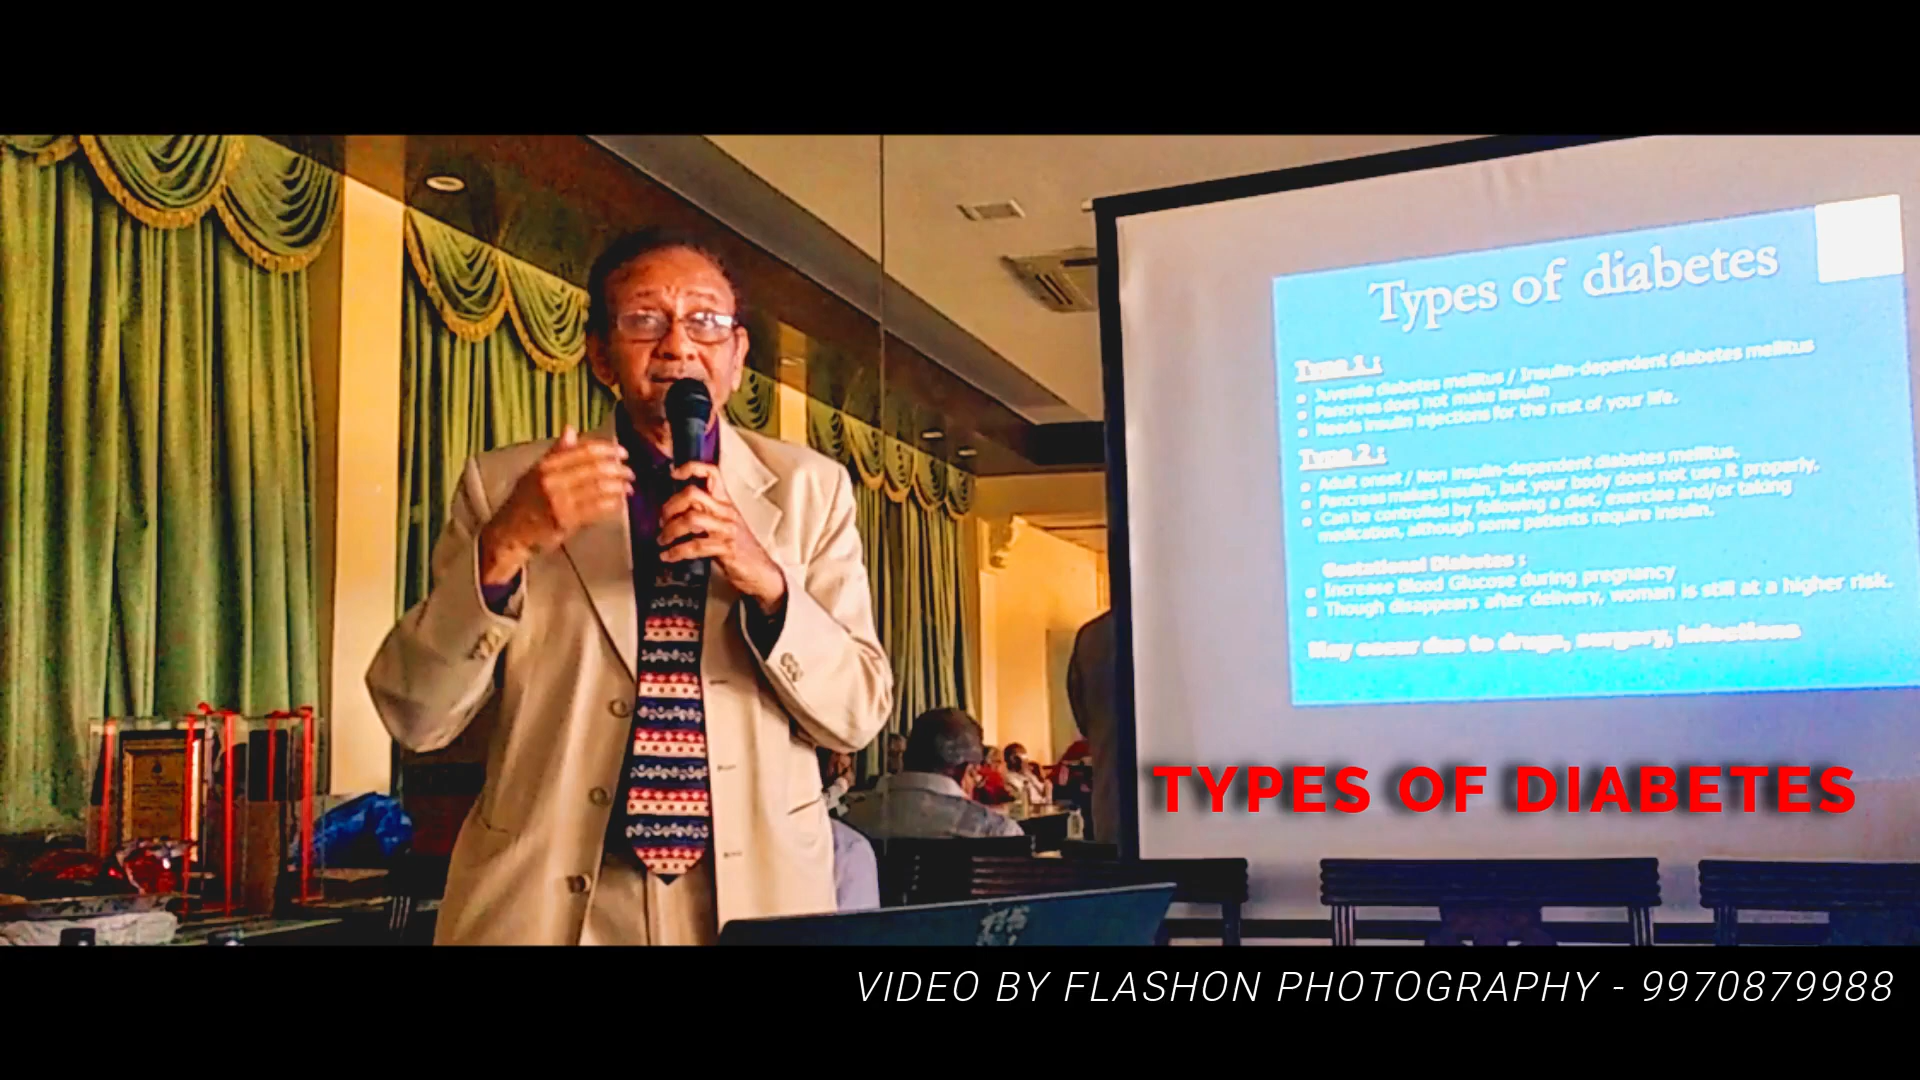 Types of diabetes
Type 1 :
Juvenile diabetes mellitus / Insulin-dependent diabetes mellitus
Pancreas does not make insulin
Needs insulin injections for the rest of your life.
Type 2 :
Adult onset / Non insulin-dependent diabetes mellitus.
Pancreas makes insulin, but your body does not use it properly.
Can be controlled by following a diet, exercise and/or taking
medication, although some patients require insulin.
Gestational Diabetes :
Increase Blood Glucose during pregnancy
Though disappears after delivery, woman is still at a higher risk.
May occur due to drugs, surgery, infections
TYPES OF DIABETES
VIDEO BY FLASHON PHOTOGRAPHY - 9970879988